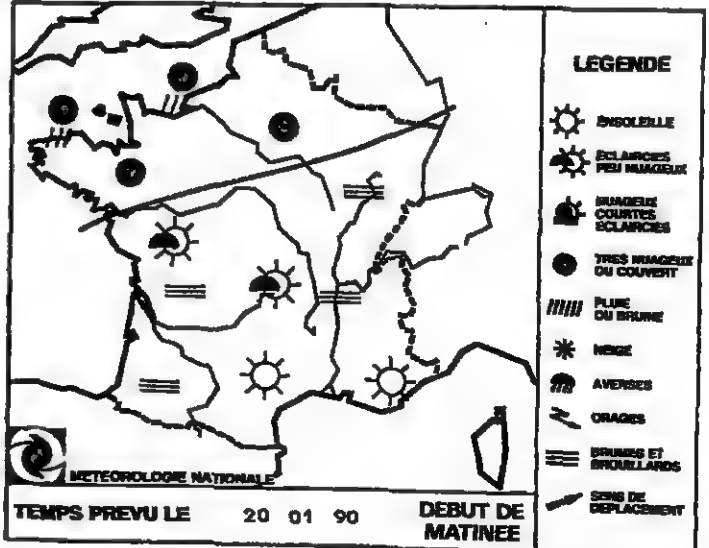 LEGENDE
ENSOLEILLE
ECLAIRCIES
PEU NUAGEUX
NUAGEUX
COURTES
ECLAIRCIES
TRES NUAGEUX
OU COUVERT
PLUIE
OU BRUINE
NEIGE
AVERSES
ORAGES
BRUMES ET
BROUILLARDS
SENS DE
DEPLACEMENT
METEOROLOGIE NATIONALE
TEMPS PREVU LE 20 01 90 DEBUT DE
MATINEE